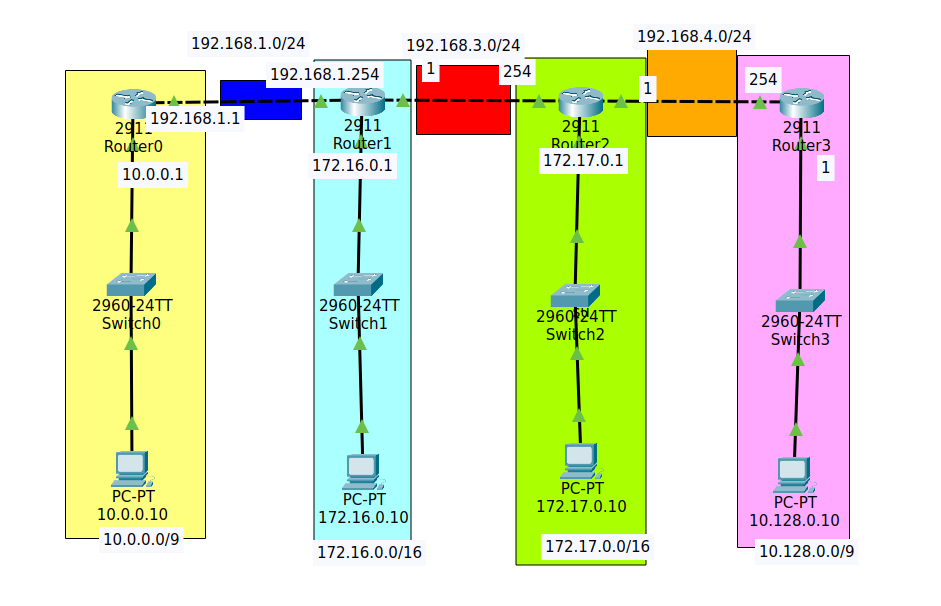 192.168.1.0/24
192.168.3.0/24
192.168.4.0/24
192.168.1.254
1
254
1
254
2911
Router0
192.168.1.1
2911
Router1
2911
Router2
2911
Router3
10.0.0.1
172.16.0.1
172.17.0.1
1
2960-24TT
Switch0
2960-24TT
Switch1
2960-24TT
Switch2
2960-24TT
Switch3
PC-PT
10.0.0.10
PC-PT
172.16.0.10
PC-PT
172.17.0.10
PC-PT
10.128.0.10
10.0.0.0/9
172.16.0.0/16
172.17.0.0/16
10.128.0.0/9